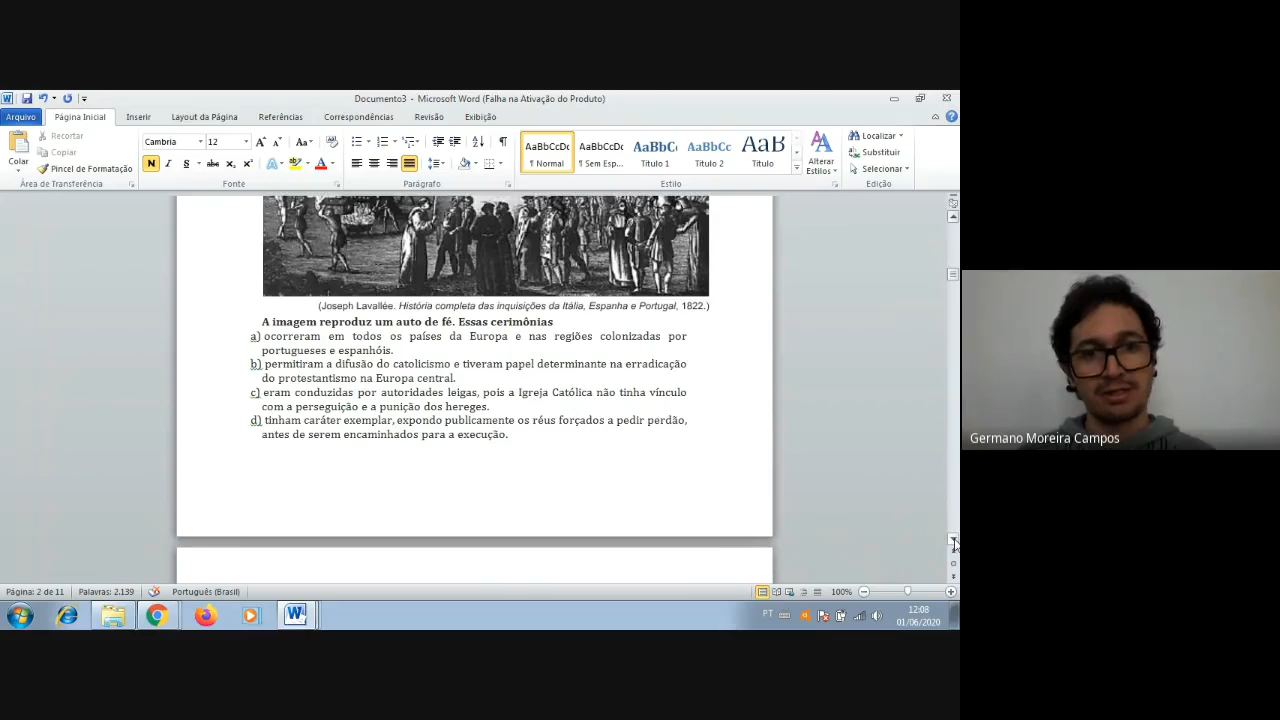 Documento3 - Microsoft Word (Falha na Ativação do Produto)
Arquivo Página Inicial Inserir Layout da Página Referências Correspondências Revisão Exibição
Colar
Recortar
Copiar
Pincel de Formatação
Área de Transferência
Cambria 12
Fonte
Parágrafo
AaBbCcDc AaBbCcDc AaBbC AaBbCc AaB
¶ Normal ¶ Sem Esp... Título 1 Título 2 Título
Alterar
Estilos
Estilo
Localizar
Substituir
Selecionar
Edição
(Joseph Lavallée. História completa das inquisições da Itália, Espanha e Portugal, 1822.)
A imagem reproduz um auto de fé. Essas cerimônias
a) ocorreram em todos os países da Europa e nas regiões colonizadas por
portugueses e espanhóis.
b) permitiram a difusão do catolicismo e tiveram papel determinante na erradicação
do protestantismo na Europa central.
c) eram conduzidas por autoridades leigas, pois a Igreja Católica não tinha vínculo
com a perseguição e a punição dos hereges.
d) tinham caráter exemplar, expondo publicamente os réus forçados a pedir perdão,
antes de serem encaminhados para a execução.
Germano Moreira Campos
Página: 2 de 11 Palavras: 2.139 Português (Brasil) 100%
PT 12:08
01/06/2020